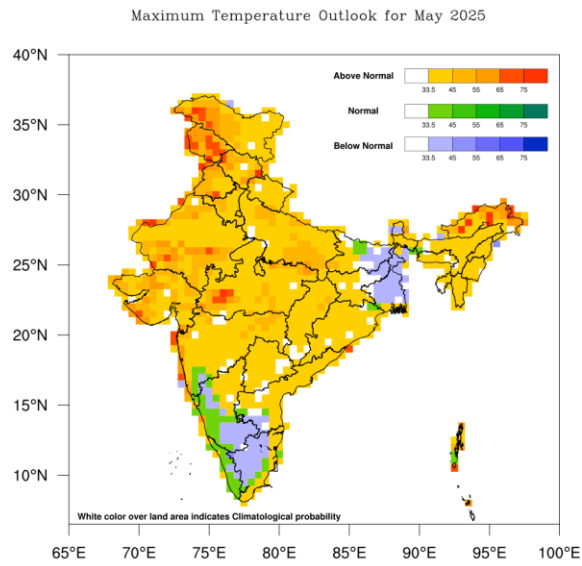 Maximum Temperature Outlook for May 2025
40°N
35°N
30°N
25°N
20°N
15°N
10°N
Above Normal
33.5 45 55 65 75
Normal
33.5 45 55 65 75
Below Normal
33.5 45 55 65 75
White color over land area indicates Climatological probability
65°E 70°E 75°E 80°E 85°E 90°E 95°E 100°E